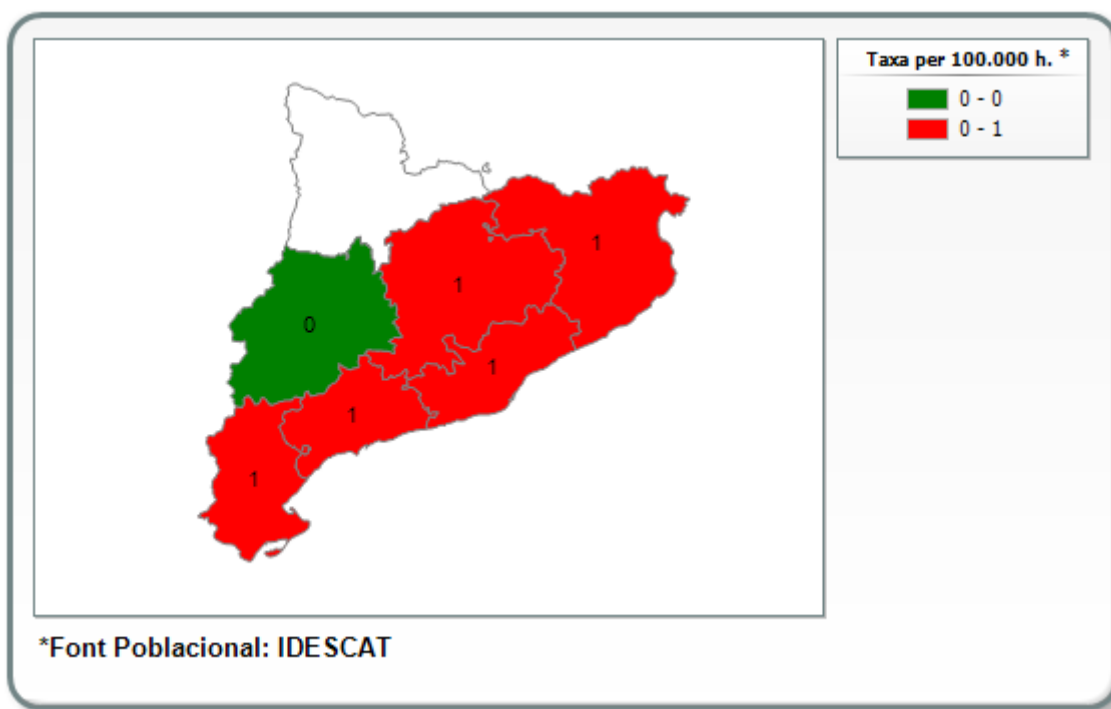 Taxa per 100.000 h. *
0 - 0
0 - 1
1
1
0
1
1
1
*Font Poblacional: IDESCAT